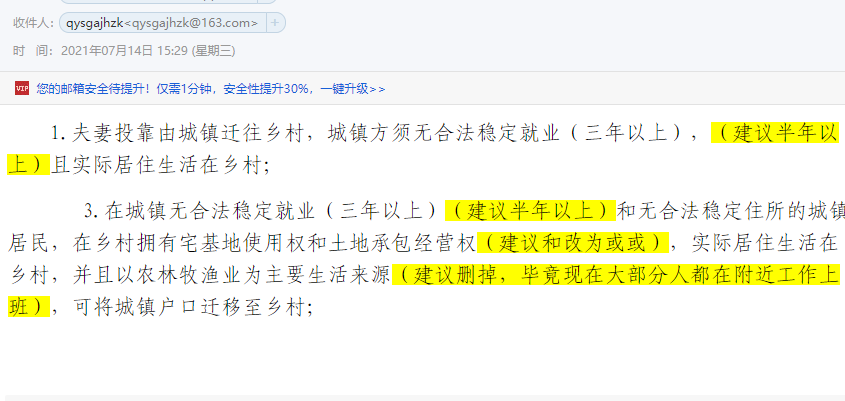 收件人： qysgajhzk<qysgajhzk@163.com> +
时 间： 2021年07月14日 15:29 (星期三)
VIP 您的邮箱安全待提升！仅需1分钟，安全性提升30%，一键升级>>
1.夫妻投靠由城镇迁往乡村，城镇方须无合法稳定就业（三年以上），（建议半年以
上）且实际居住生活在乡村；
3.在城镇无合法稳定就业（三年以上）（建议半年以上）和无合法稳定住所的城镇
居民，在乡村拥有宅基地使用权和土地承包经营权（建议和改为或或），实际居住生活在
乡村，并且以农林牧渔业为主要生活来源（建议删掉，毕竟现在大部分人都在附近工作上
班），可将城镇户口迁移至乡村；